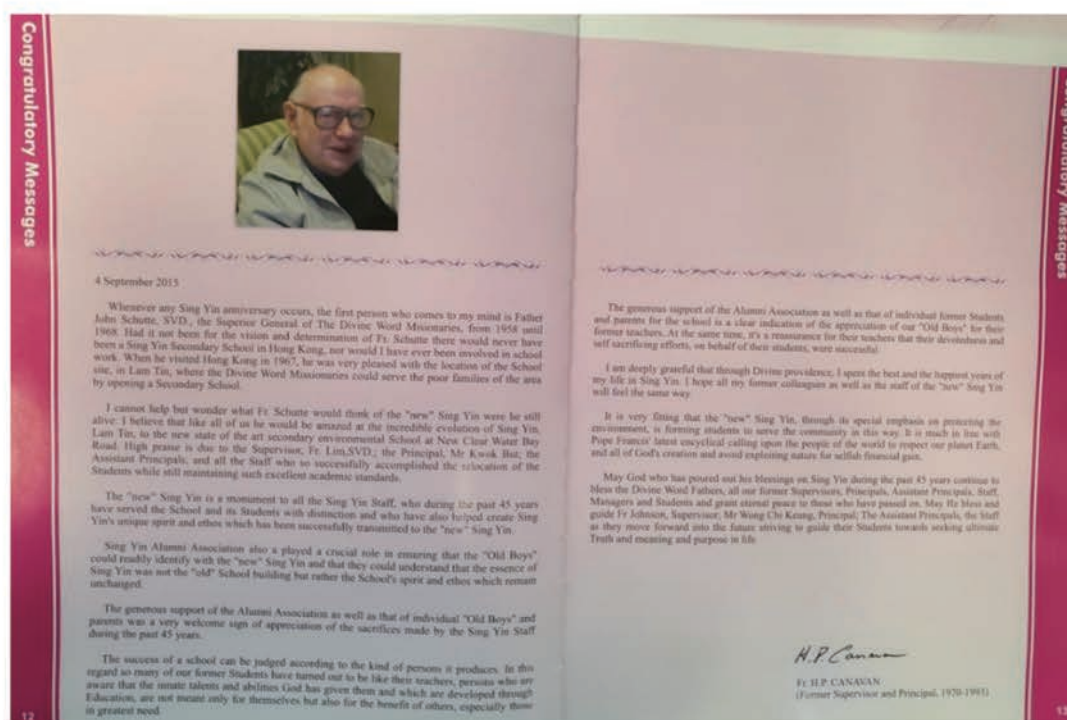 Congratulatory Messages
4 September 2015
Whenever any Sing Yin anniversary occurs, the first person who comes to my mind is Father
John Schutte, SVD., the Superior General of The Divine Word Missionaries, from 1958 until
1968. Had it not been for the vision and determination of Fr. Schutte there would never have
been a Sing Yin Secondary School in Hong Kong, nor would I have ever been involved in school
work. When he visited Hong Kong in 1967, he was very pleased with the location of the School
site, in Lam Tin, where the Divine Word Missionaries could serve the poor families of the area
by opening a Secondary School.
I cannot help but wonder what Fr. Schutte would think of the "new" Sing Yin were he still
alive. I believe that like all of us he would be amazed at the incredible evolution of Sing Yin,
Lam Tin, to the new state of the art secondary environmental School at New Clear Water Bay
Road. High praise is due to the Supervisor, Fr. Lim,SVD.; the Principal, Mr Kwok But; the
Assistant Principals, and all the Staff who so successfully accomplished the relocation of the
Students while still maintaining such excellent academic standards.
The "new" Sing Yin is a monument to all the Sing Yin Staff, who during the past 45 years
have served the School and its Students with distinction and who have also helped create Sing
Yin's unique spirit and ethos which has been successfully transmitted to the "new" Sing Yin.
Sing Yin Alumni Association also a played a crucial role in ensuring that the "Old Boys"
could readily identify with the "new" Sing Yin and that they could understand that the essence of
Sing Yin was not the "old" School building but rather the School's spirit and ethos which remain
unchanged.
The generous support of the Alumni Association as well as that of individual "Old Boys" and
parents was a very welcome sign of appreciation of the sacrifices made by the Sing Yin Staff
during the past 45 years.
The success of a school can be judged according to the kind of persons it produces. In this
regard so many of our former Students have turned out to be like their teachers, persons who are
aware that the innate talents and abilities God has given them and which are developed through
Education, are not meant only for themselves but also for the benefit of others, especially those
in greatest need.
12
The generous support of the Alumni Association as well as that of individual former Students
and parents for the school is a clear indication of the appreciation of our "Old Boys" for their
former teachers. At the same time, it's a reassurance for their teachers that their devotedness and
self sacrificing efforts, on behalf of their students, were successful.
I am deeply grateful that through Divine providence, I spent the best and the happiest years of
my life in Sing Yin. I hope all my former colleagues as well as the staff of the "new" Sing Yin
will feel the same way.
It is very fitting that the "new" Sing Yin, through its special emphasis on protecting the
environment, is forming students to serve the community in this way. It is much in line with
Pope Francis' latest encyclical calling upon the people of the world to respect our planet Earth,
and all of God's creation and avoid exploiting nature for selfish financial gain.
May God who has poured out his blessings on Sing Yin during the past 45 years continue to
bless the Divine Word Fathers, all our former Supervisors, Principals, Assistant Principals, Staff,
Managers and Students and grant eternal peace to those who have passed on. May He bless and
guide Fr Johnson, Supervisor; Mr Wong Chi Keung, Principal; The Assistant Principals, the Staff
as they move forward into the future striving to guide their Students towards seeking ultimate
Truth and meaning and purpose in life.
H.P. Canavan
Fr. H.P. CANAVAN
(Former Supervisor and Principal, 1970-1993)
Congratulatory Messages
13